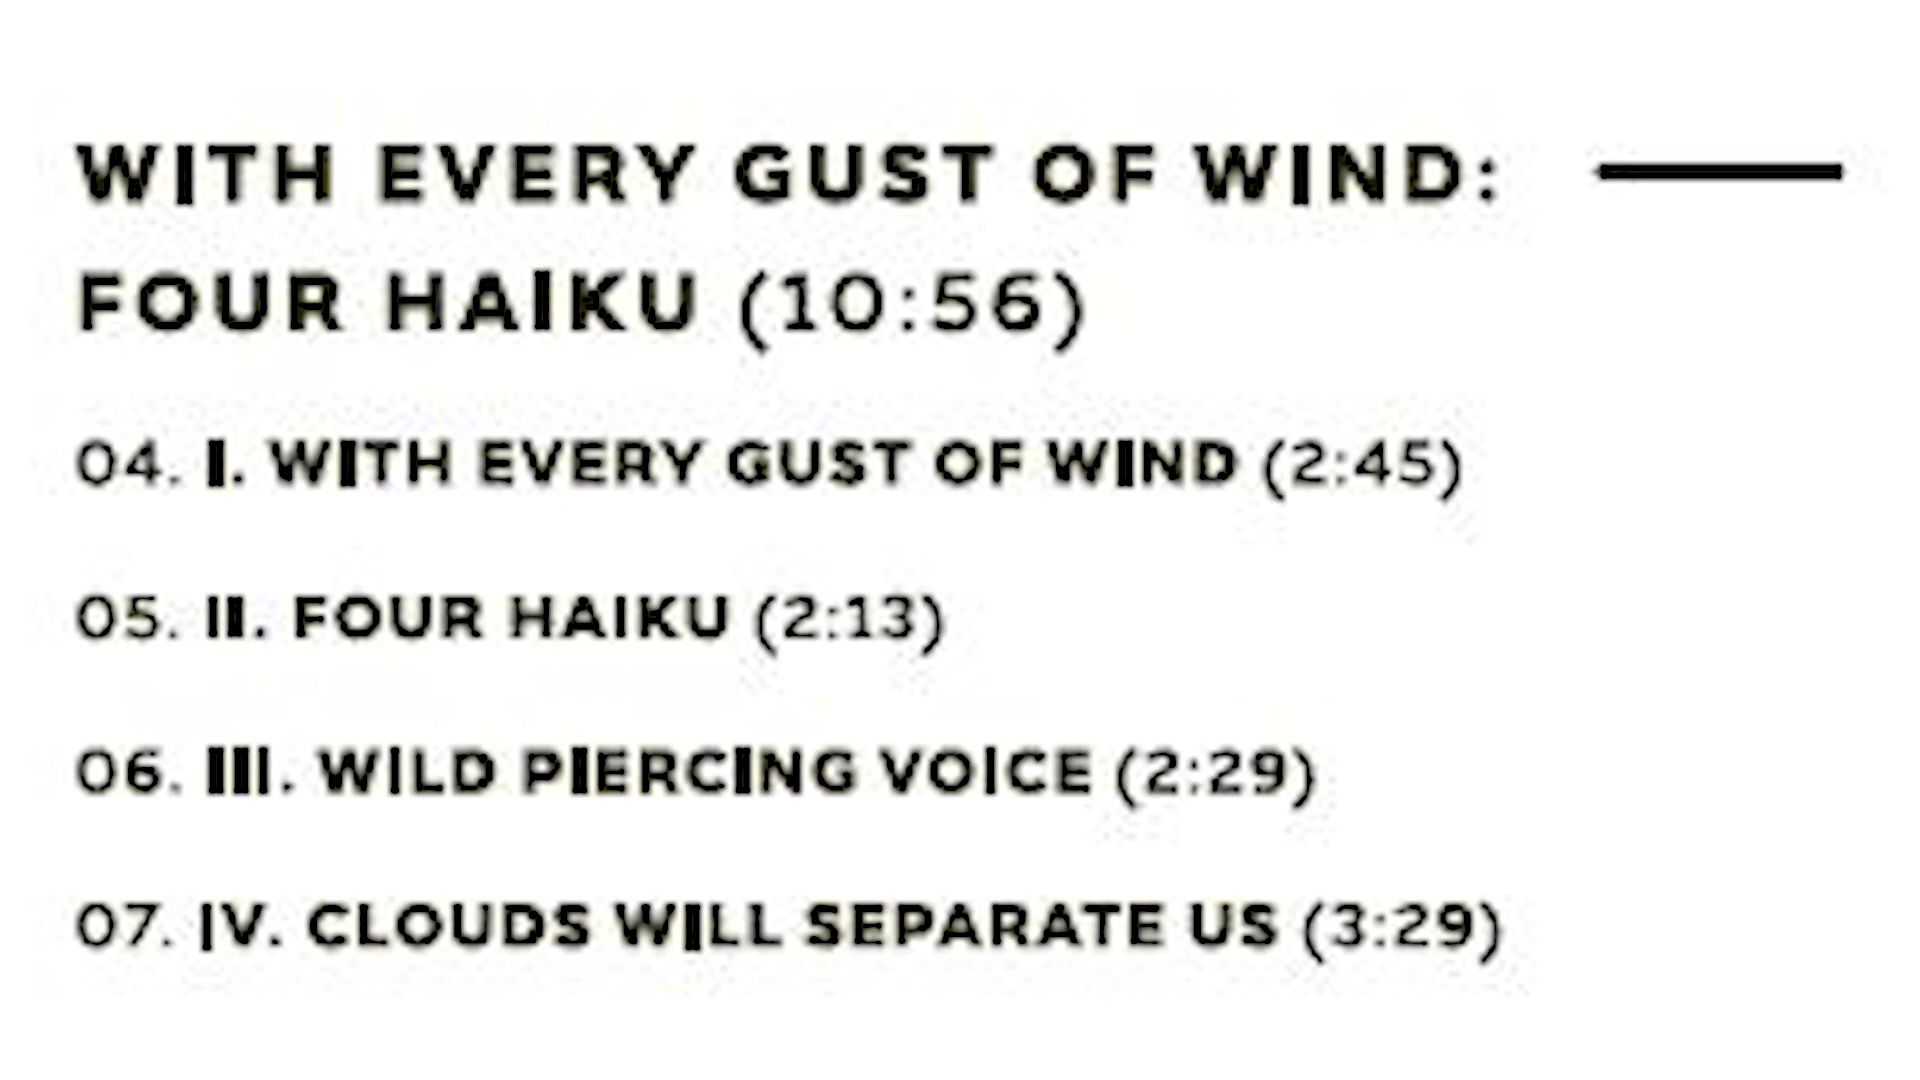 WITH EVERY GUST OF WIND:
FOUR HAIKU (10:56)
04. I. WITH EVERY GUST OF WIND (2:45)
05. II. FOUR HAIKU (2:13)
06. III. WILD PIERCING VOICE (2:29)
07. IV. CLOUDS WILL SEPARATE US (3:29)